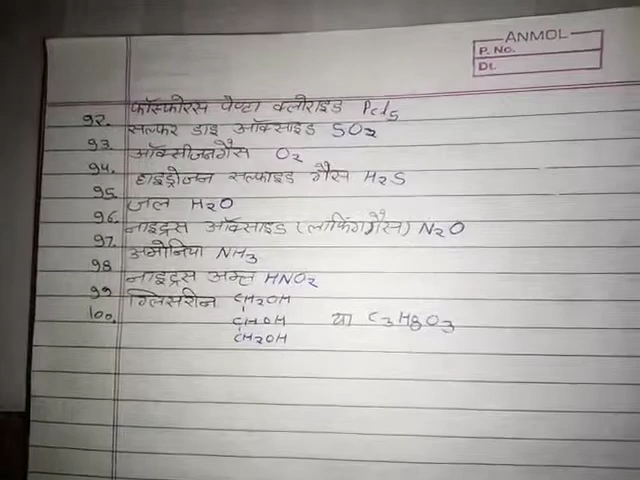 ANMOL
P. No.
Dt.
92. फॉस्फोरस पेण्टा क्लोराइड Pcl5
93. सल्फर डाइ ऑक्साइड SO2
94. ऑक्सीजनगैस O2
95. हाइड्रोजन सल्फाइड गैस H2S
96. जल H2O
97. नाइट्रस ऑक्साइड (लाफिंगगैस) N2O
98 अमोनिया NH3
99 नाइट्रस अम्ल HNO2
100. ग्लिसरीन CH2OH
CHOH या C3H8O3
CH2OH